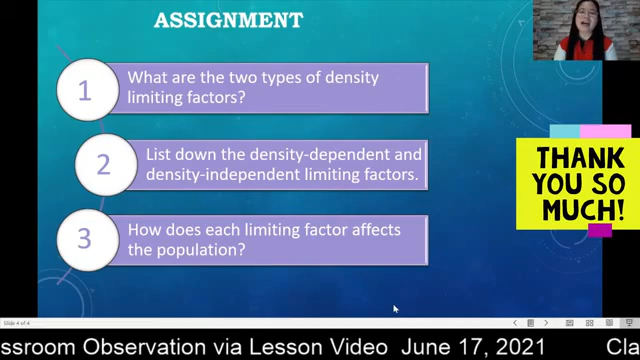 ASSIGNMENT
1
What are the two types of density
limiting factors?
2
List down the density-dependent and
density-independent limiting factors.
3
How does each limiting factor affects
the population?
THANK
YOU SO
MUCH!
Slide 4 of 4
ssroom Observation via Lesson Video June 17, 2021 Cla